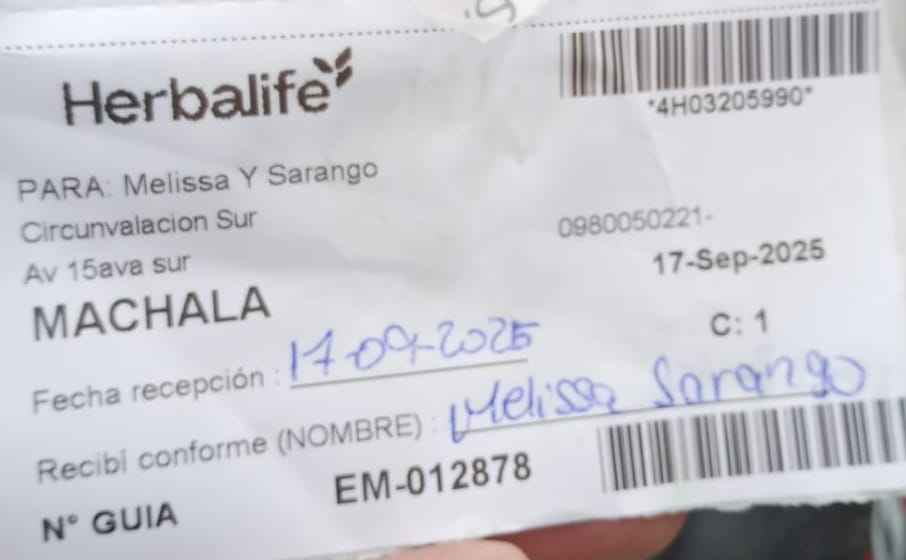 Herbalife
*4H03205990*
PARA: Melissa Y Sarango
Circunvalacion Sur
0980050221-
Av 15ava sur
17-Sep-2025
MACHALA
C: 1
Fecha recepción : 17-09-2025
Recibi conforme (NOMBRE) : Melissa Sarango
N° GUIA EM-012878